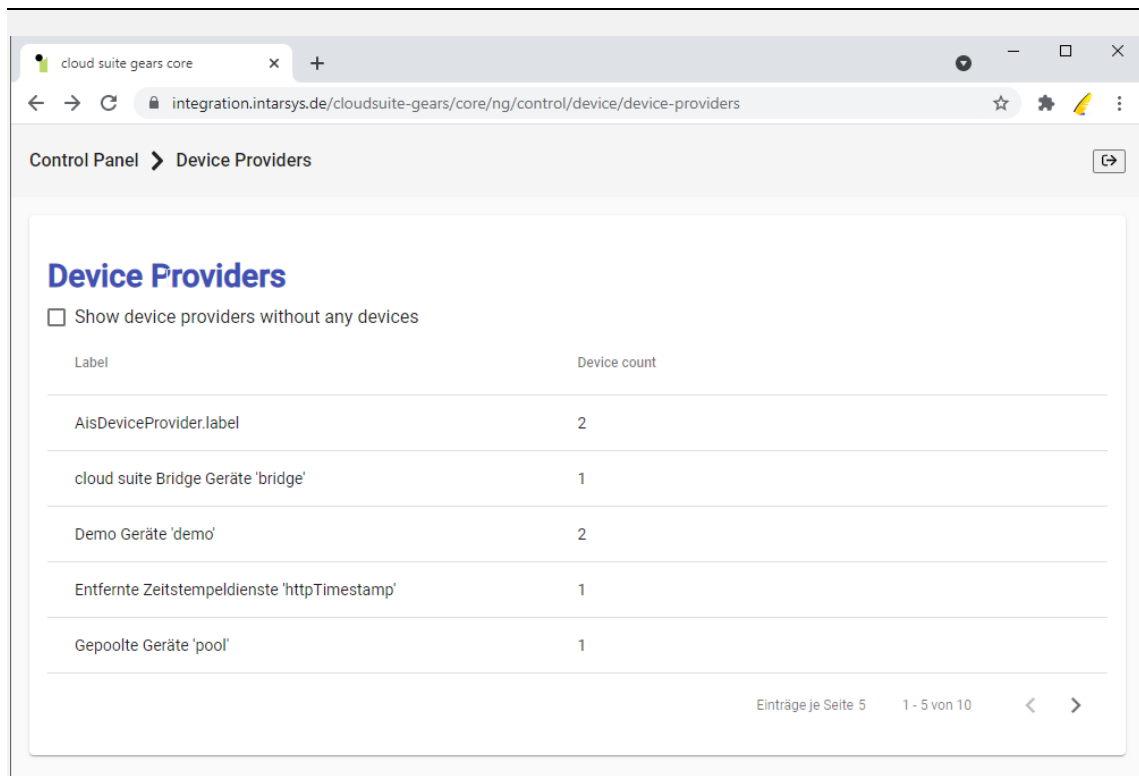 cloud suite gears core
integration.intarsys.de/cloudsuite-gears/core/ng/control/device/device-providers
Control Panel Device Providers
Device Providers
Show device providers without any devices
Label Device count
AisDeviceProvider.label 2
cloud suite Bridge Geräte 'bridge' 1
Demo Geräte 'demo' 2
Entfernte Zeitstempeldienste 'httpTimestamp' 1
Gepoolte Geräte 'pool' 1
Einträge je Seite 5 1 - 5 von 10